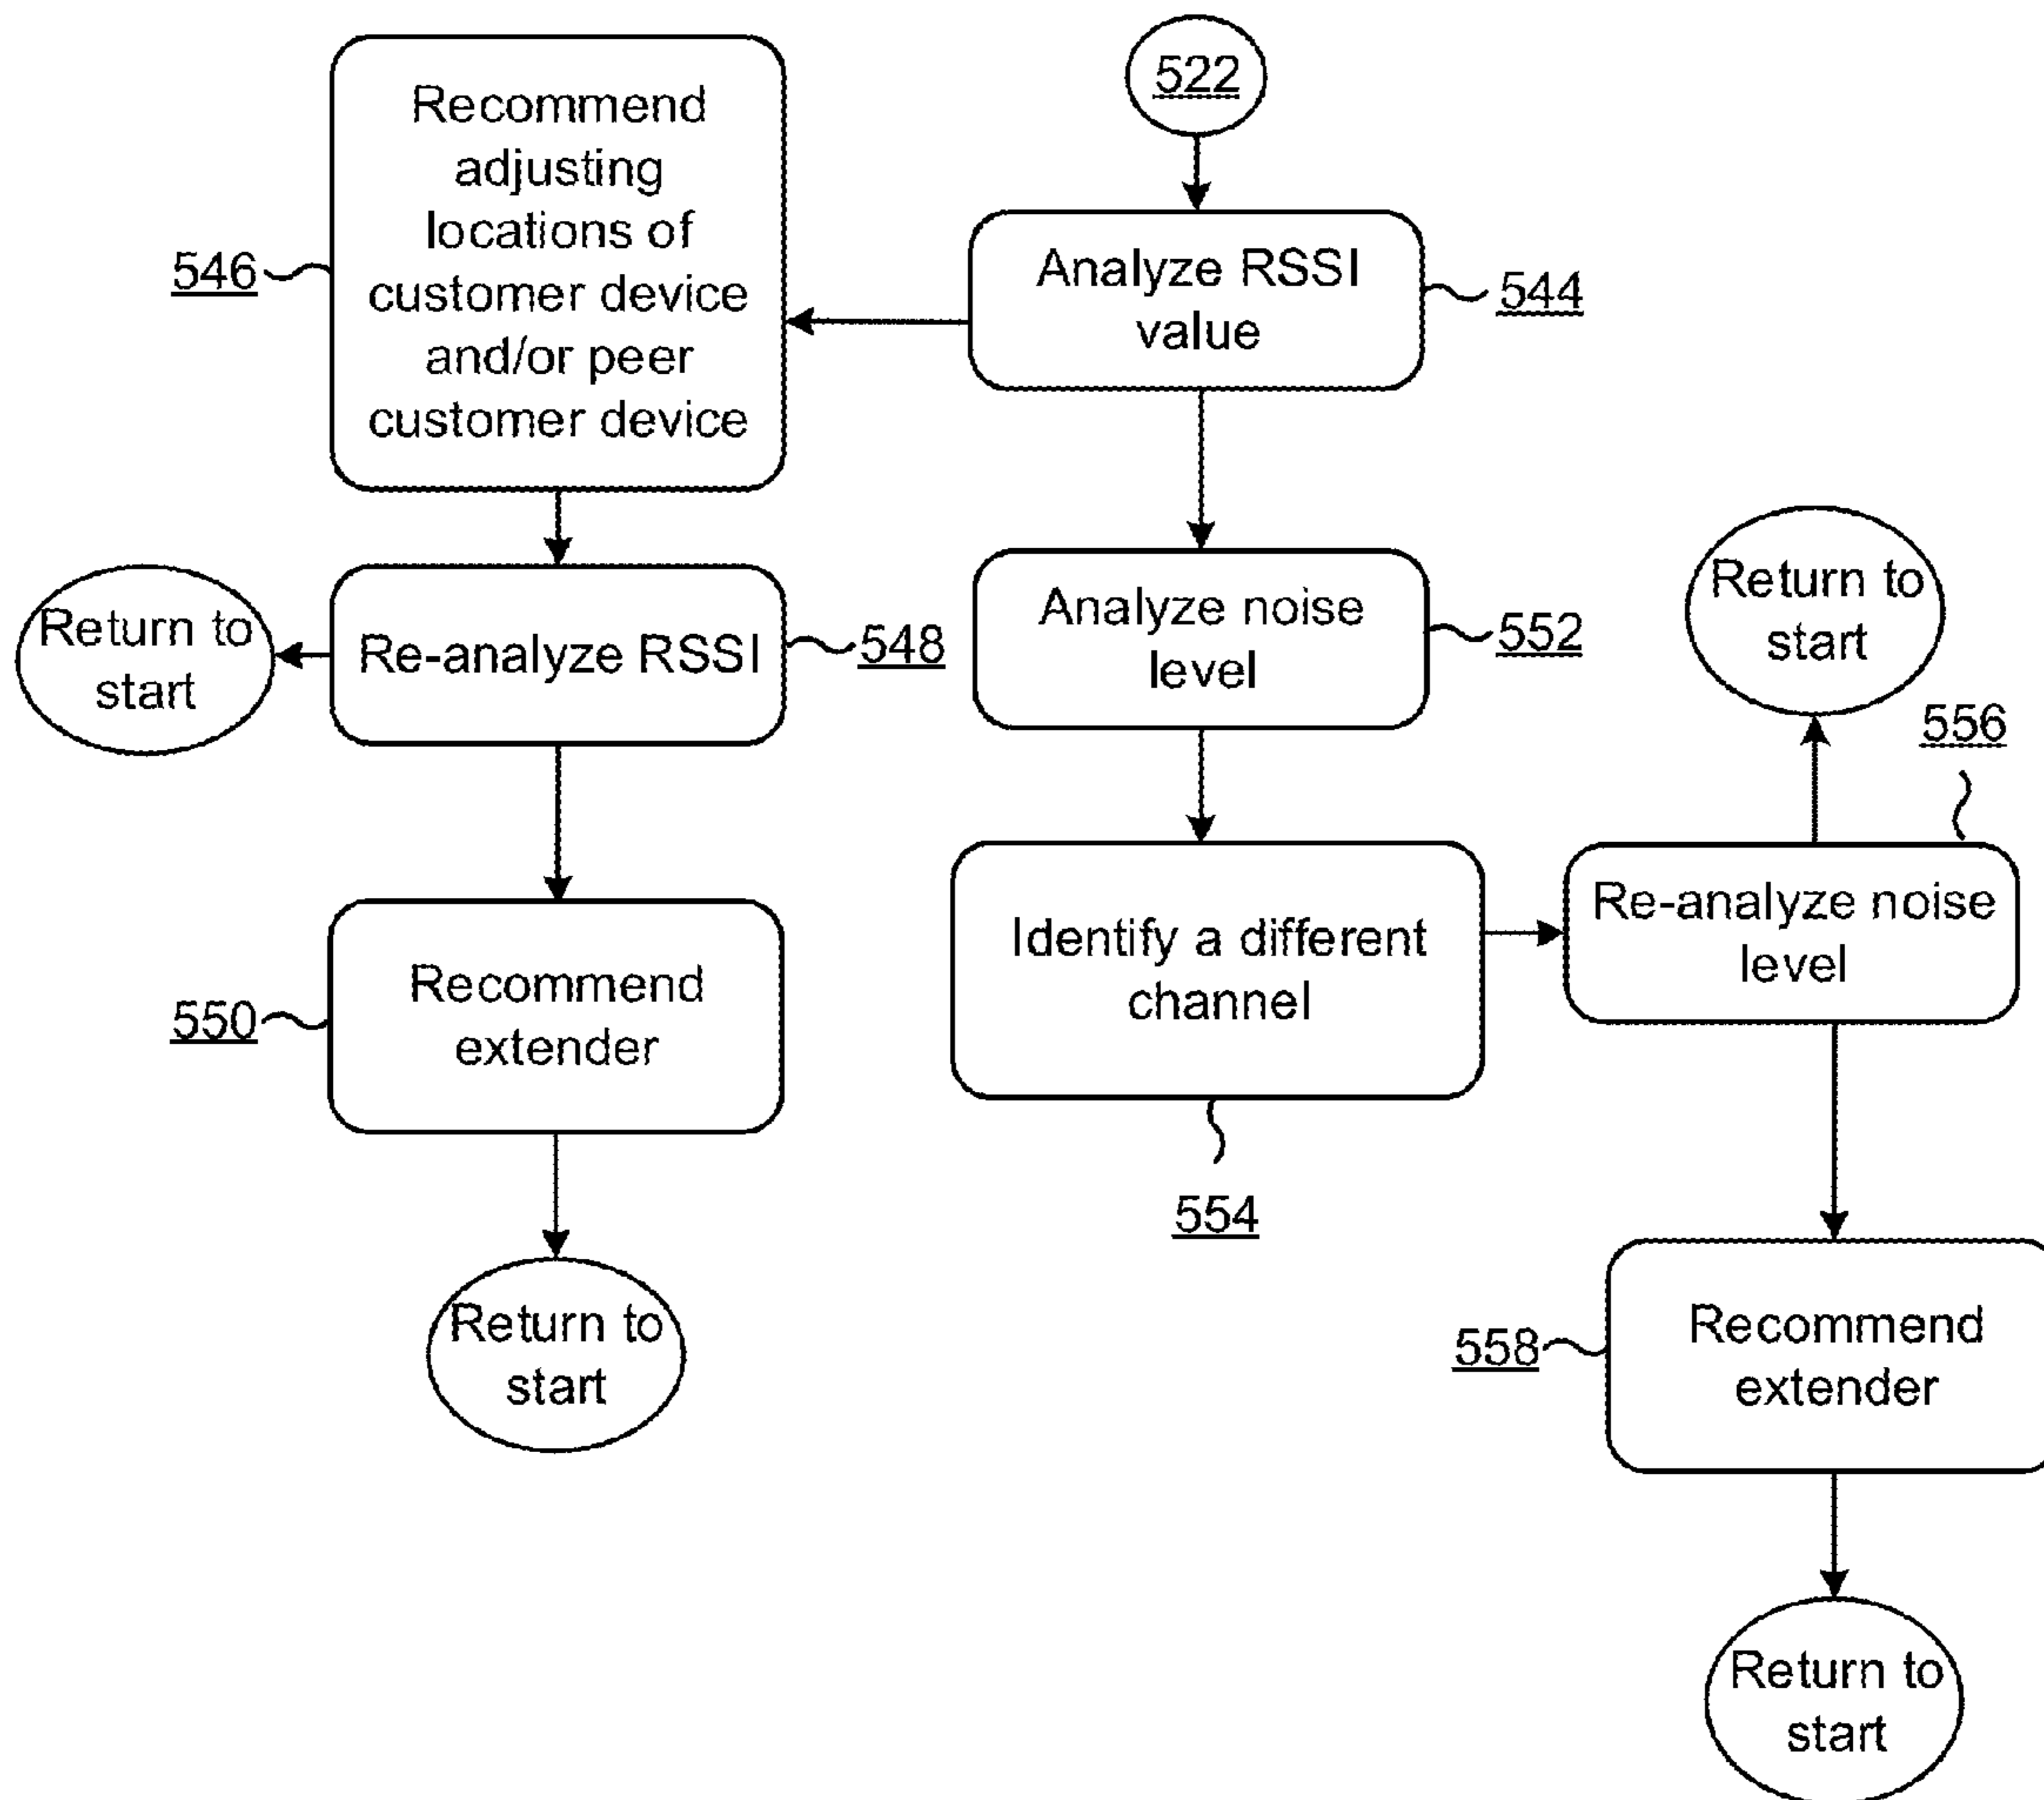 522
Recommend
adjusting
locations of
customer device
and/or peer
customer device
546
Analyze RSSI
value
544
Return to
start
Re-analyze RSSI
548
Analyze noise
level
552
Return to
start
556
Recommend
extender
550
Identify a different
channel
554
Re-analyze noise
level
Return to
start
558
Recommend
extender
Return to
start